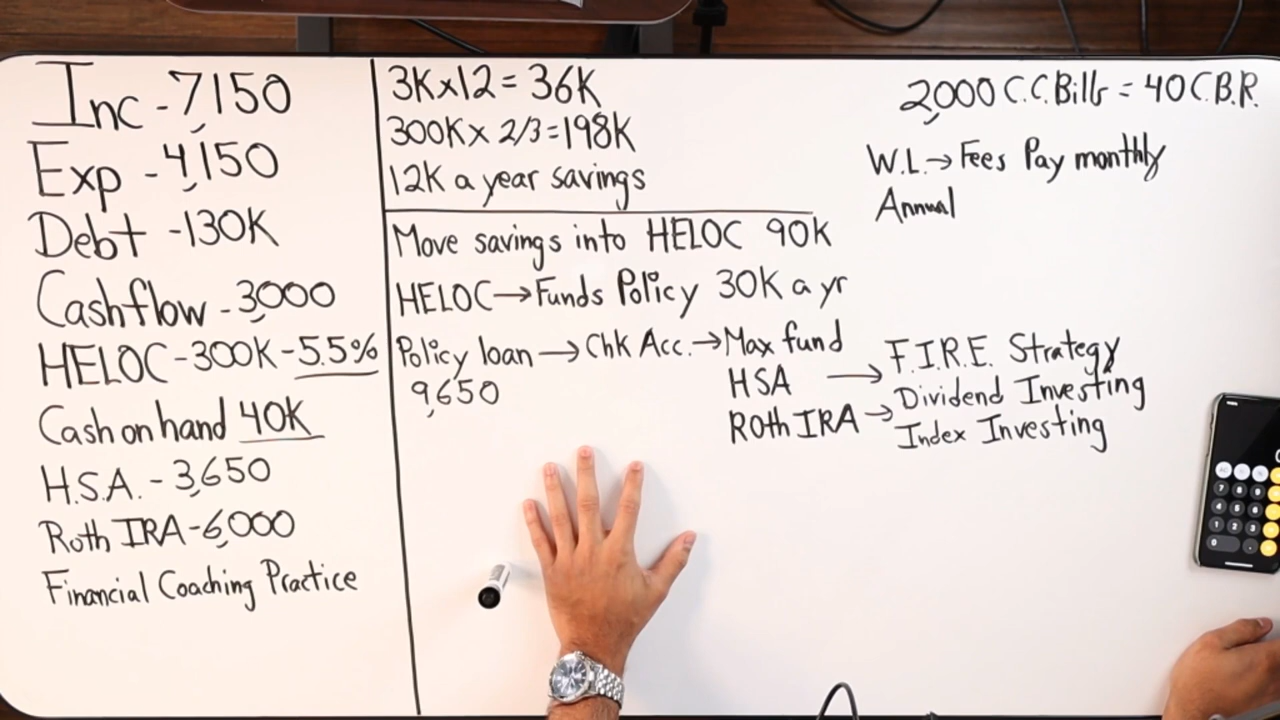 Inc - 7,150
Exp - 4,150
Debt - 130K
Cashflow - 3,000
HELOC - 300K - 5.5%
Cash on hand 40K
H.S.A. - 3,650
Roth IRA - 6,000
Financial Coaching Practice
3K x 12 = 36K
300K x 2/3 = 198K
12K a year savings
Move savings into HELOC 90K
HELOC → Funds Policy 30K a yr
Policy loan → Chk Acc. → Max fund
9,650
HSA →
Roth IRA →
F.I.R.E. Strategy
Dividend Investing
Index Investing
2,000 C.C. Bills = 40 C.B.R.
W.L. → Fees Pay monthly
Annual